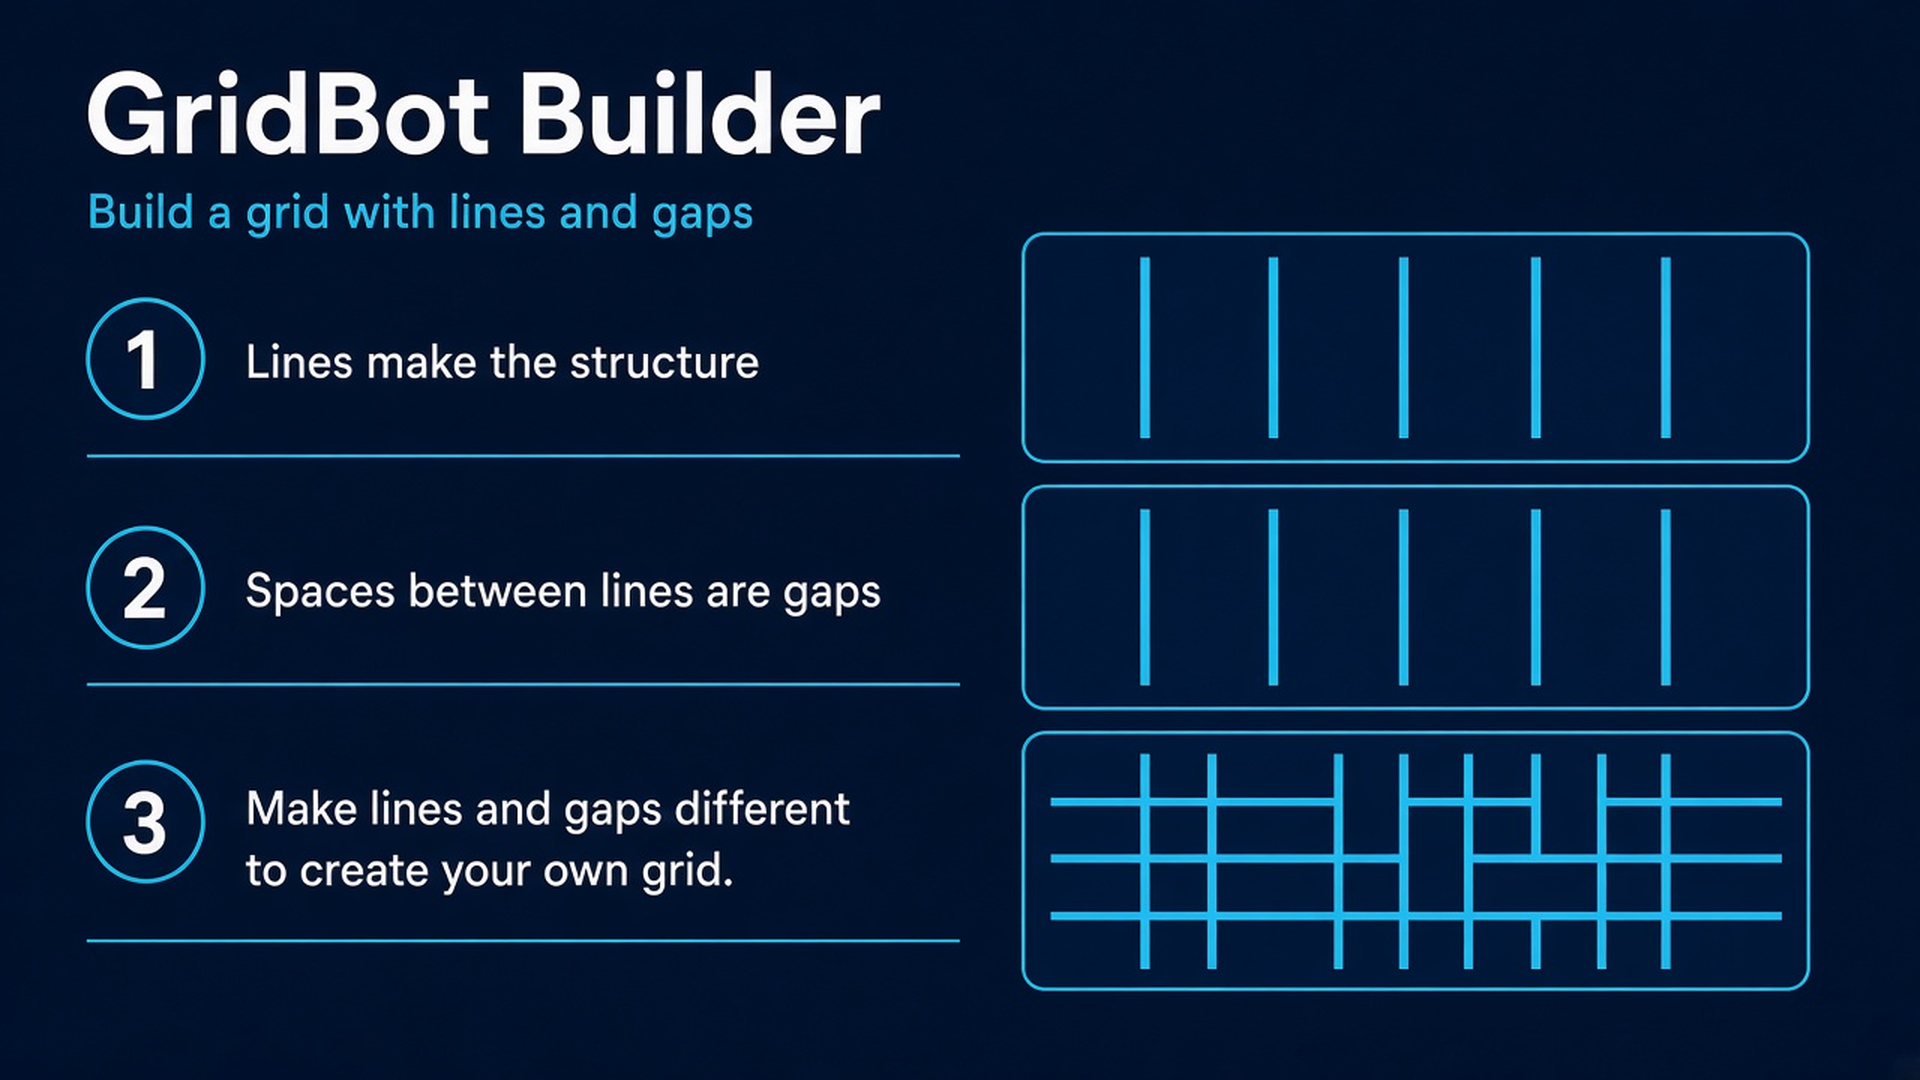 GridBot Builder
Build a grid with lines and gaps
1
Lines make the structure
2
Spaces between lines are gaps
3
Make lines and gaps different
to create your own grid.